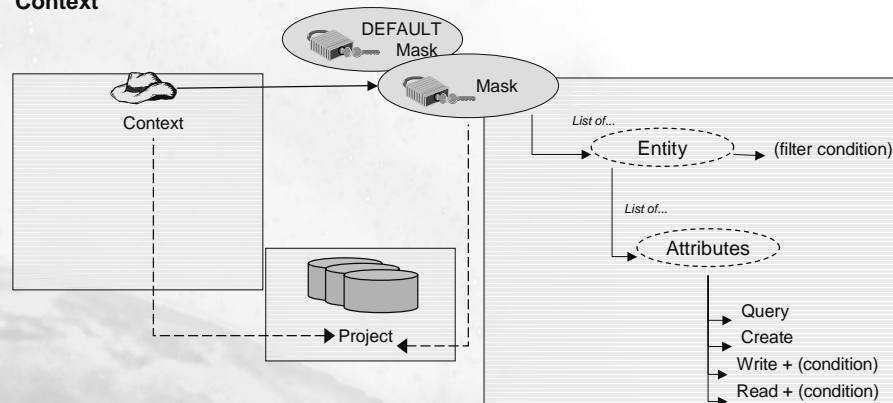 Context
DEFAULT
Mask
Mask
Context
List of...
Entity
(filter condition)
List of...
Attributes
Project
Query
Create
Write + (condition)
Read + (condition)